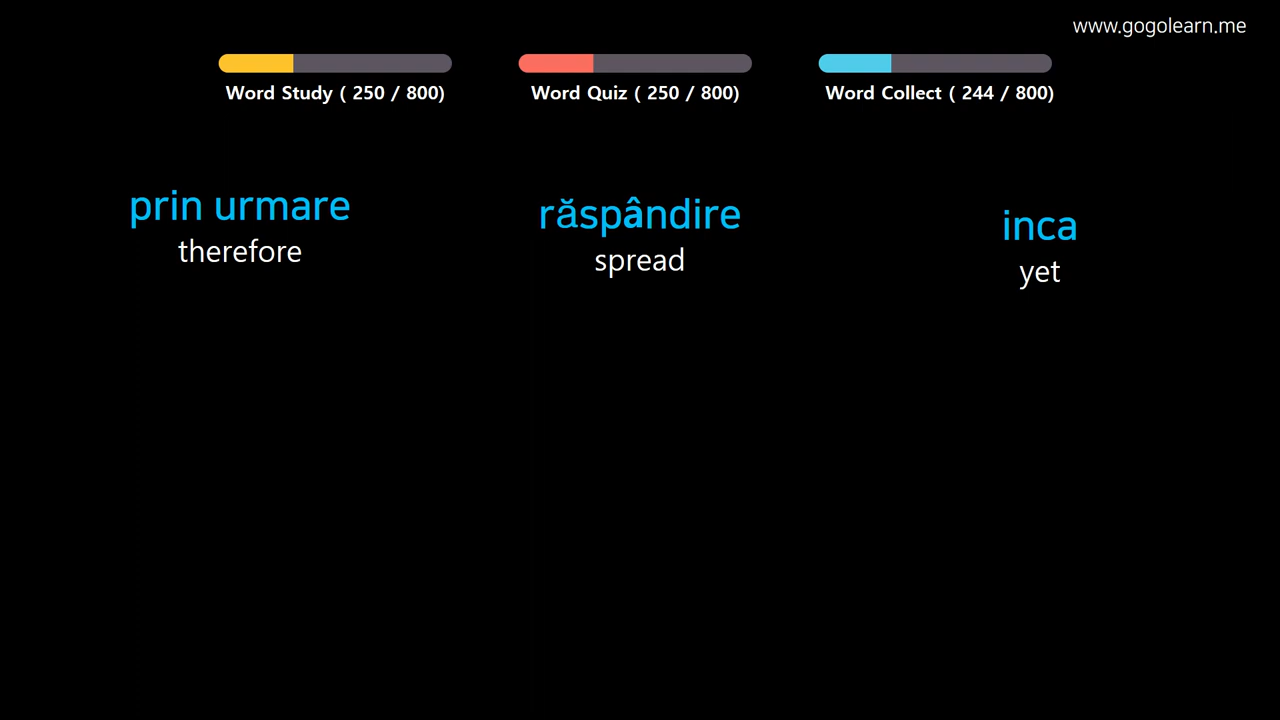 www.gogolearn.me
Word Study ( 250 / 800)
Word Quiz ( 250 / 800)
Word Collect ( 244 / 800)
prin urmare
therefore
răspândire
spread
inca
yet